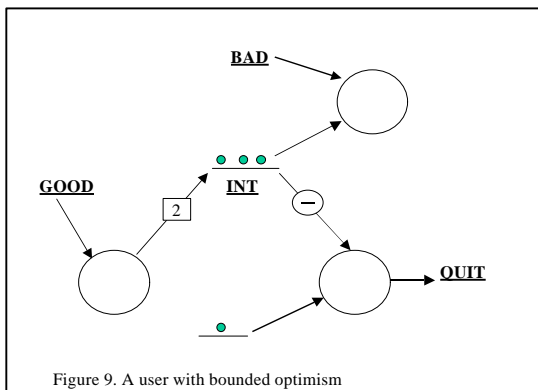 BAD
GOOD
INT
2
QUIT
Figure 9. A user with bounded optimism